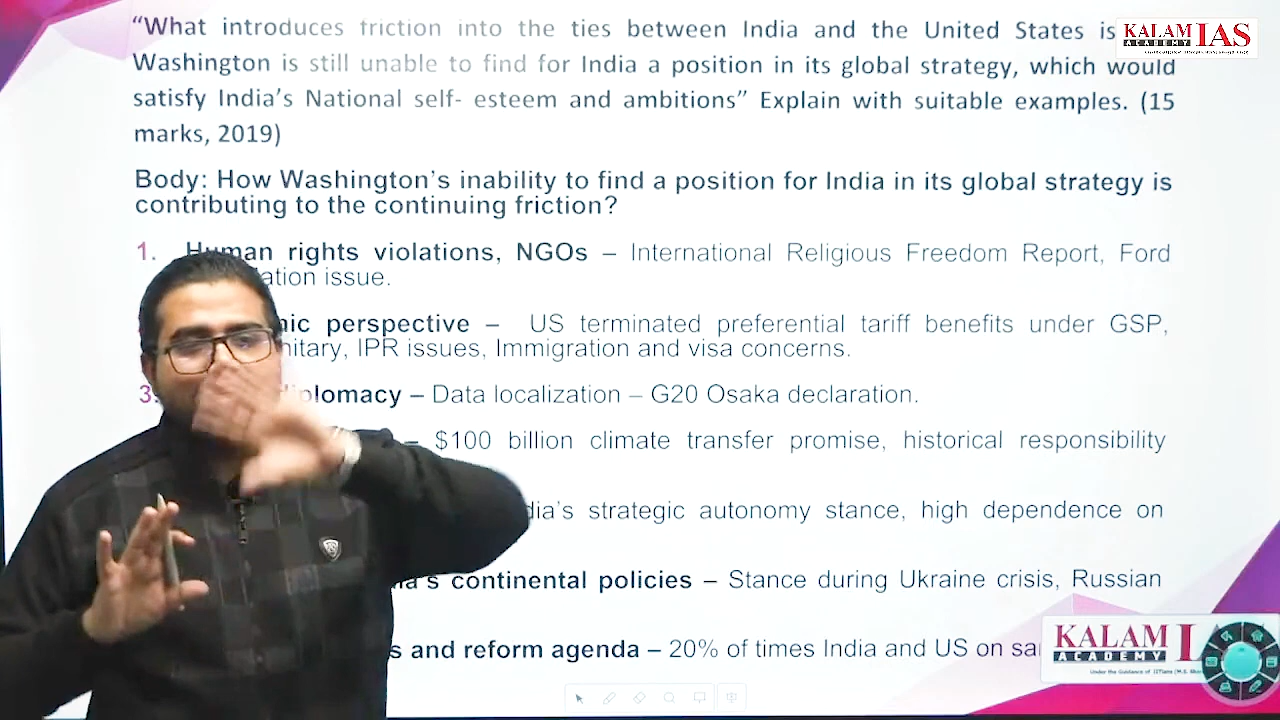 “What introduces friction into the ties between India and the United States is
Washington is still unable to find for India a position in its global strategy, which would
satisfy India’s National self- esteem and ambitions” Explain with suitable examples. (15
marks, 2019)
KALAM IAS
ACADEMY
Body: How Washington’s inability to find a position for India in its global strategy is
contributing to the continuing friction?
1. Human rights violations, NGOs – International Religious Freedom Report, Ford
issue.
perspective – US terminated preferential tariff benefits under GSP,
IPR issues, Immigration and visa concerns.
3. diplomacy – Data localization – G20 Osaka declaration.
– $100 billion climate transfer promise, historical responsibility
strategic autonomy stance, high dependence on
continental policies – Stance during Ukraine crisis, Russian
and reform agenda – 20% of times India and US on
KALAM I
ACADEMY